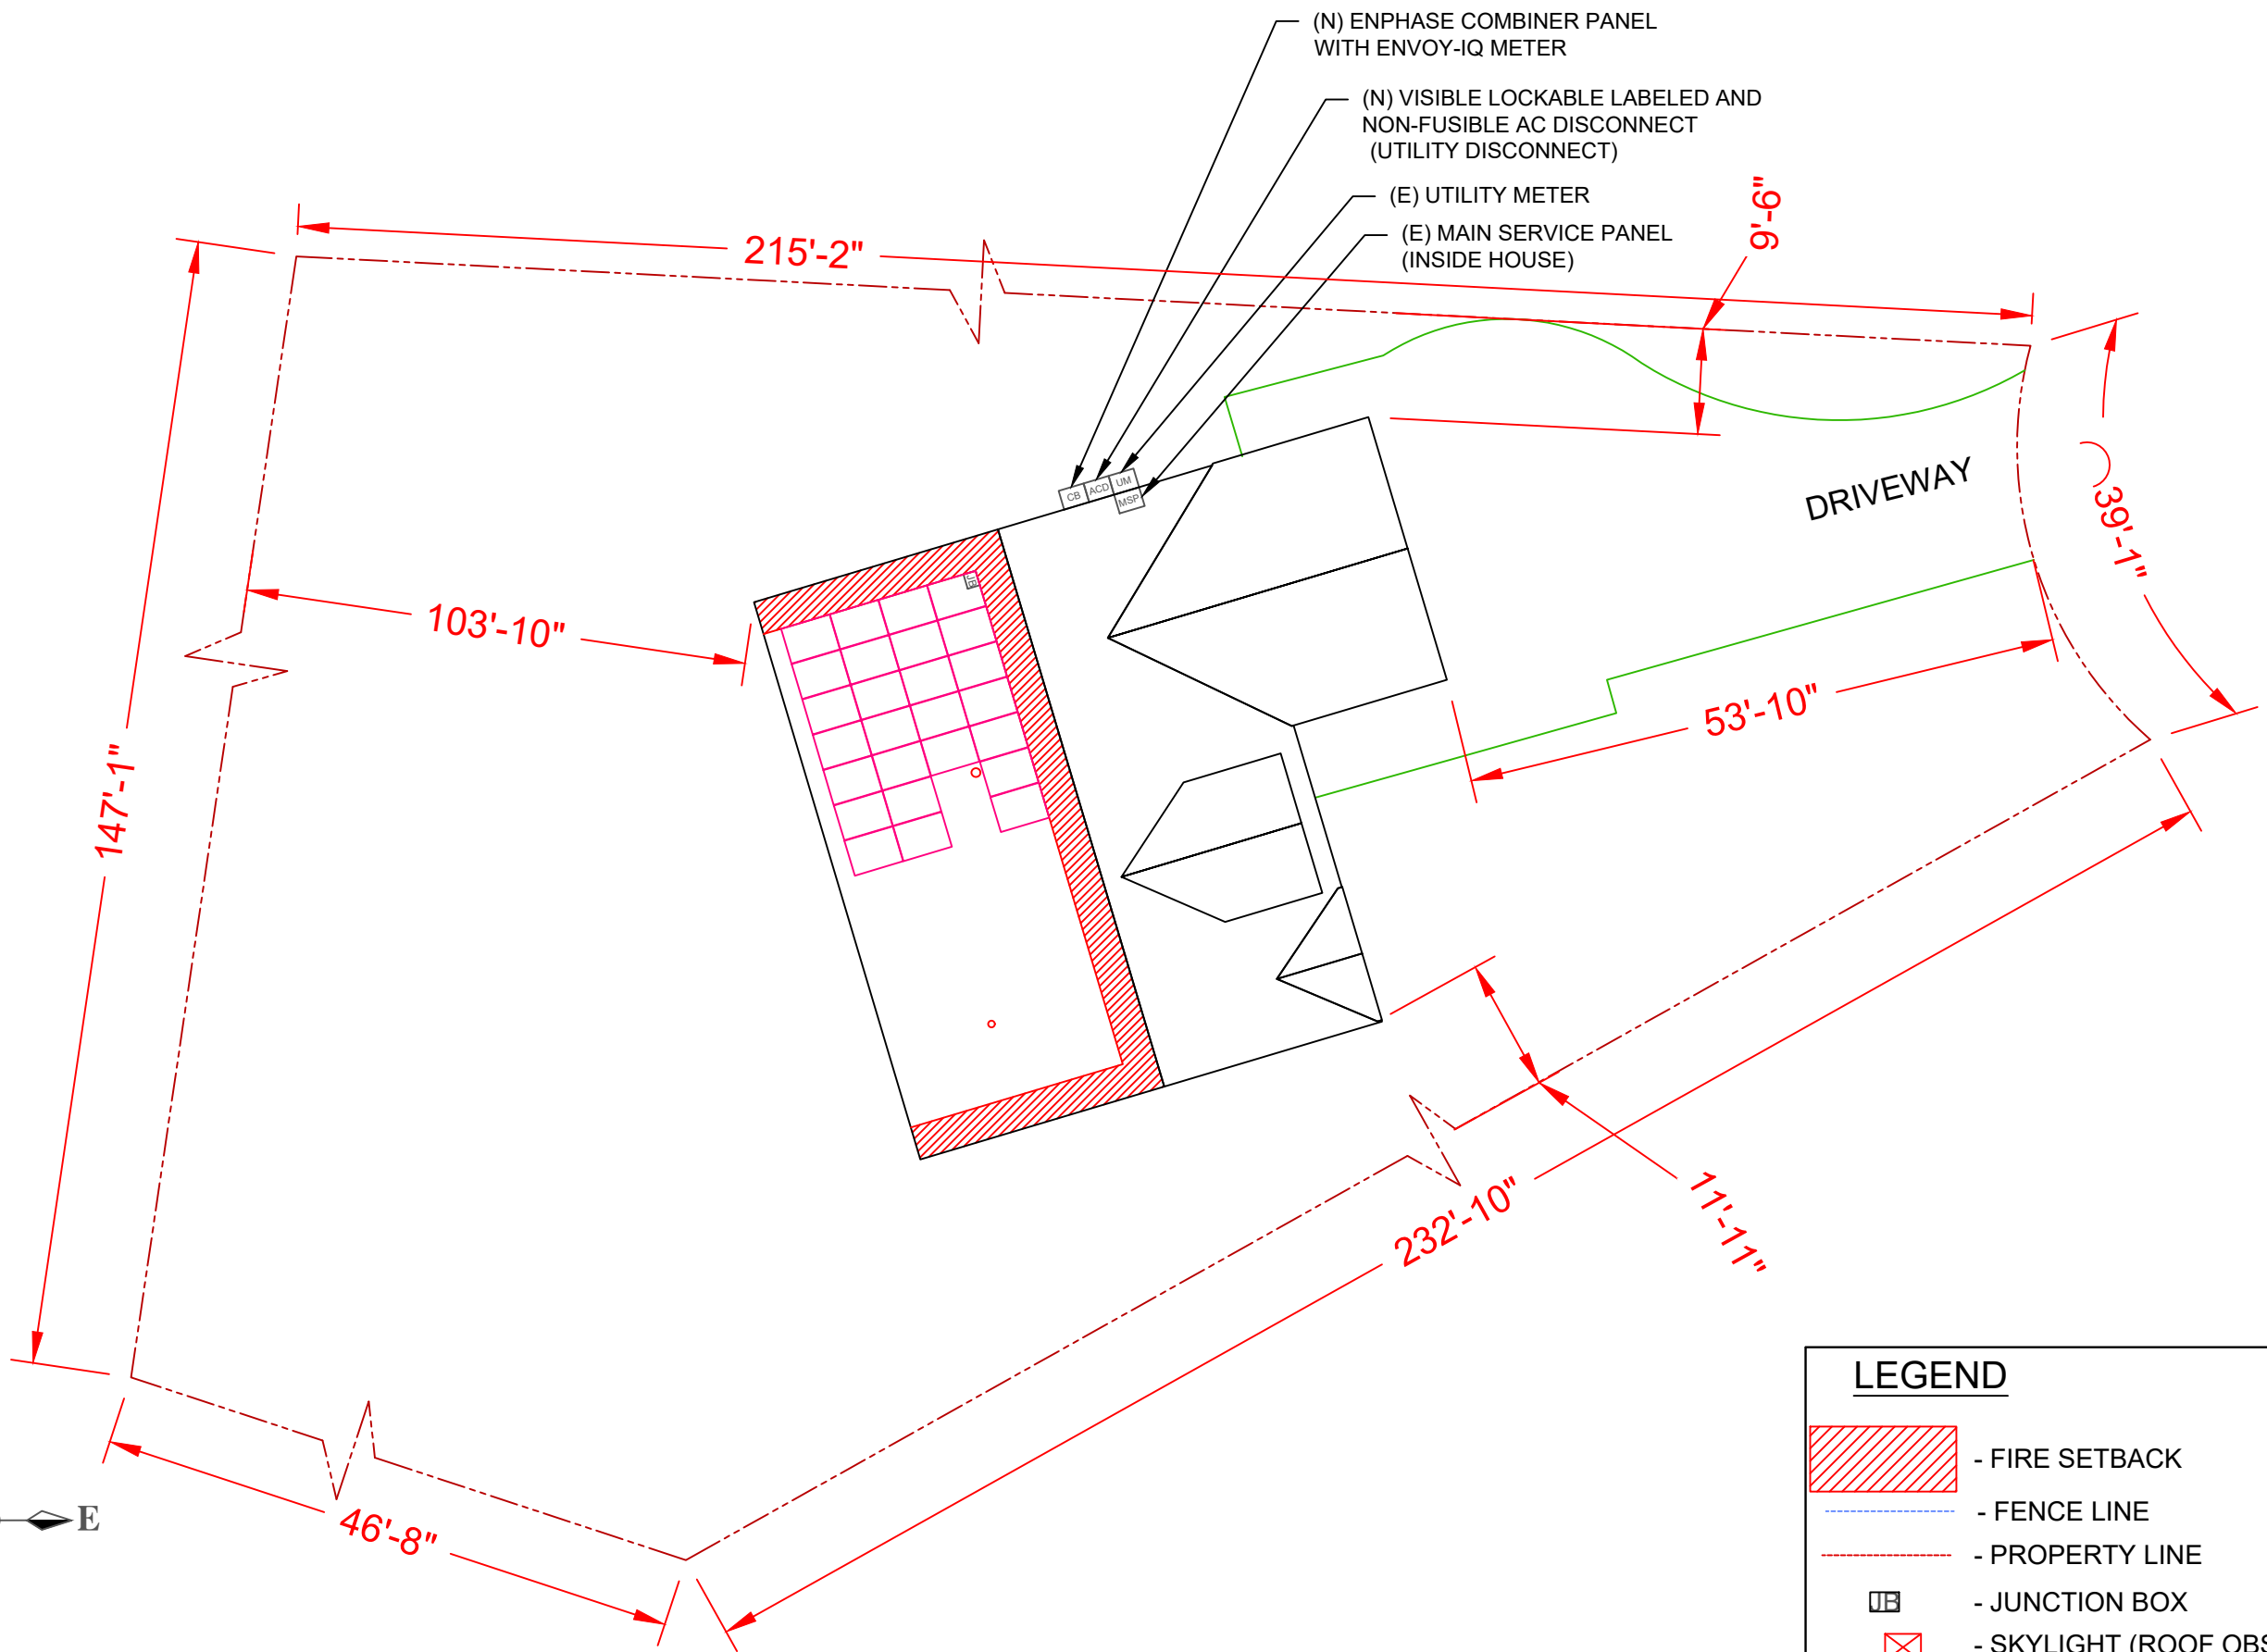 (N) ENPHASE COMBINER PANEL
WITH ENVOY-IQ METER
(N) VISIBLE LOCKABLE LABELED AND
NON-FUSIBLE AC DISCONNECT
(UTILITY DISCONNECT)
(E) UTILITY METER
(E) MAIN SERVICE PANEL
(INSIDE HOUSE)
9'-9"
215'-2"
CB
ACD
UM
MSP
DRIVEWAY
39'-1"
JB
103'-10"
53'-10"
147'-1"
232'-10"
11'-11"
46'-8"
E
LEGEND
- FIRE SETBACK
- FENCE LINE
- PROPERTY LINE
JB
- JUNCTION BOX
- SKYLIGHT (ROOF OBS